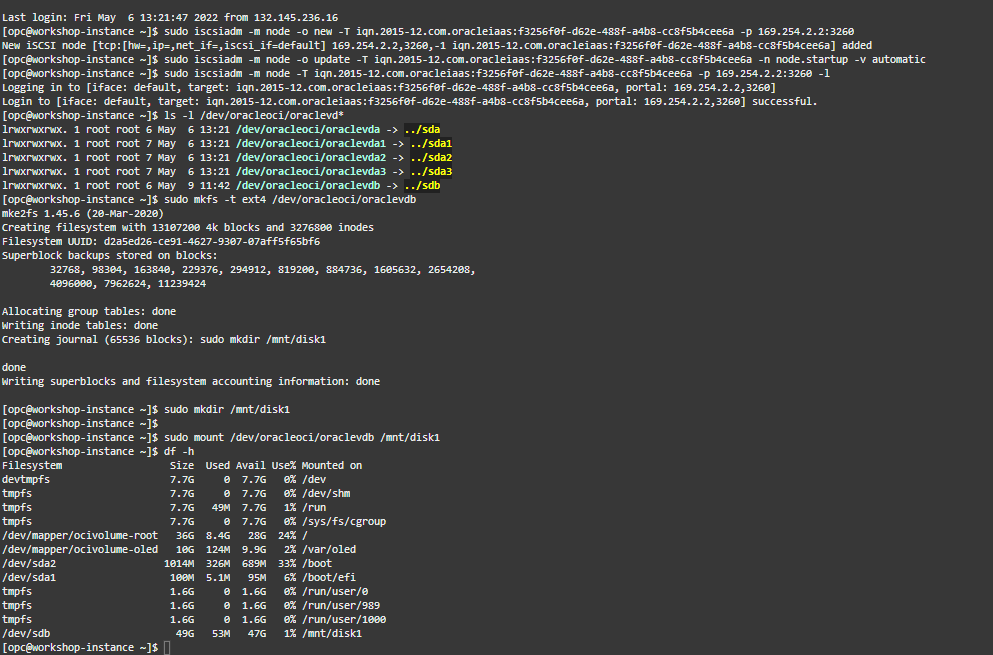 Last login: Fri May  6 13:21:47 2022 from 132.145.236.16
[opc@workshop-instance ~]$ sudo iscsiadm -m node -o new -T iqn.2015-12.com.oracleiaas:f3256f0f-d62e-488f-a4b8-cc8f5b4cee6a -p 169.254.2.2:3260
New iSCSI node [tcp:[hw=,ip=,net_if=,iscsi_if=default] 169.254.2.2,3260,-1 iqn.2015-12.com.oracleiaas:f3256f0f-d62e-488f-a4b8-cc8f5b4cee6a] added
[opc@workshop-instance ~]$ sudo iscsiadm -m node -o update -T iqn.2015-12.com.oracleiaas:f3256f0f-d62e-488f-a4b8-cc8f5b4cee6a -n node.startup -v automatic
[opc@workshop-instance ~]$ sudo iscsiadm -m node -T iqn.2015-12.com.oracleiaas:f3256f0f-d62e-488f-a4b8-cc8f5b4cee6a -p 169.254.2.2:3260 -l
Logging in to [iface: default, target: iqn.2015-12.com.oracleiaas:f3256f0f-d62e-488f-a4b8-cc8f5b4cee6a, portal: 169.254.2.2,3260]
Login to [iface: default, target: iqn.2015-12.com.oracleiaas:f3256f0f-d62e-488f-a4b8-cc8f5b4cee6a, portal: 169.254.2.2,3260] successful.
[opc@workshop-instance ~]$ ls -l /dev/oracleoci/oraclevd*
lrwxrwxrwx. 1 root root 6 May  6 13:21 /dev/oracleoci/oraclevda -> ../sda
lrwxrwxrwx. 1 root root 7 May  6 13:21 /dev/oracleoci/oraclevda1 -> ../sda1
lrwxrwxrwx. 1 root root 7 May  6 13:21 /dev/oracleoci/oraclevda2 -> ../sda2
lrwxrwxrwx. 1 root root 7 May  6 13:21 /dev/oracleoci/oraclevda3 -> ../sda3
lrwxrwxrwx. 1 root root 6 May  9 11:42 /dev/oracleoci/oraclevdb -> ../sdb
[opc@workshop-instance ~]$ sudo mkfs -t ext4 /dev/oracleoci/oraclevdb
mke2fs 1.45.6 (20-Mar-2020)
Creating filesystem with 13107200 4k blocks and 3276800 inodes
Filesystem UUID: d2a5ed26-ce91-4627-9307-07aff5f65bf6
Superblock backups stored on blocks:
32768, 98304, 163840, 229376, 294912, 819200, 884736, 1605632, 2654208,
4096000, 7962624, 11239424
Allocating group tables: done
Writing inode tables: done
Creating journal (65536 blocks): sudo mkdir /mnt/disk1
done
Writing superblocks and filesystem accounting information: done
[opc@workshop-instance ~]$ sudo mkdir /mnt/disk1
[opc@workshop-instance ~]$
[opc@workshop-instance ~]$ sudo mount /dev/oracleoci/oraclevdb /mnt/disk1
[opc@workshop-instance ~]$ df -h
Filesystem                  Size  Used Avail Use% Mounted on
devtmpfs                    7.7G     0  7.7G   0% /dev
tmpfs                       7.7G     0  7.7G   0% /dev/shm
tmpfs                       7.7G   49M  7.7G   1% /run
tmpfs                       7.7G     0  7.7G   0% /sys/fs/cgroup
/dev/mapper/ocivolume-root   36G  8.4G   28G  24% /
/dev/mapper/ocivolume-oled   10G  124M  9.9G   2% /var/oled
/dev/sda2                  1014M  326M  689M  33% /boot
/dev/sda1                   100M  5.1M   95M   6% /boot/efi
tmpfs                       1.6G     0  1.6G   0% /run/user/0
tmpfs                       1.6G     0  1.6G   0% /run/user/989
tmpfs                       1.6G     0  1.6G   0% /run/user/1000
/dev/sdb                     49G   53M   47G   1% /mnt/disk1
[opc@workshop-instance ~]$